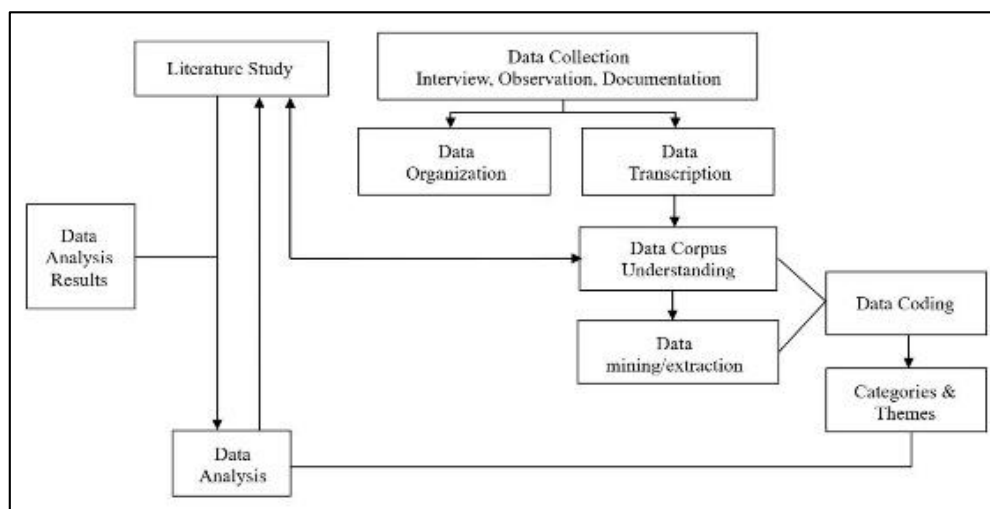 Literature Study
Data Collection
Interview, Observation, Documentation
Data
Organization
Data
Transcription
Data
Analysis
Results
Data Corpus
Understanding
Data Coding
Data
mining/extraction
Categories &
Themes
Data
Analysis